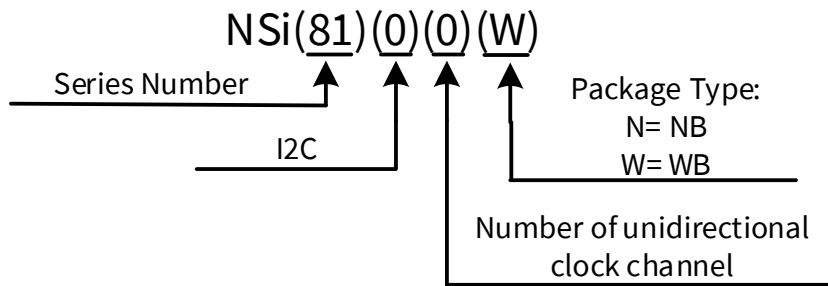 NSi(81)(0)(0)(W)
Series Number
I2C
Package Type:
N= NB
W= WB
Number of unidirectional
clock channel